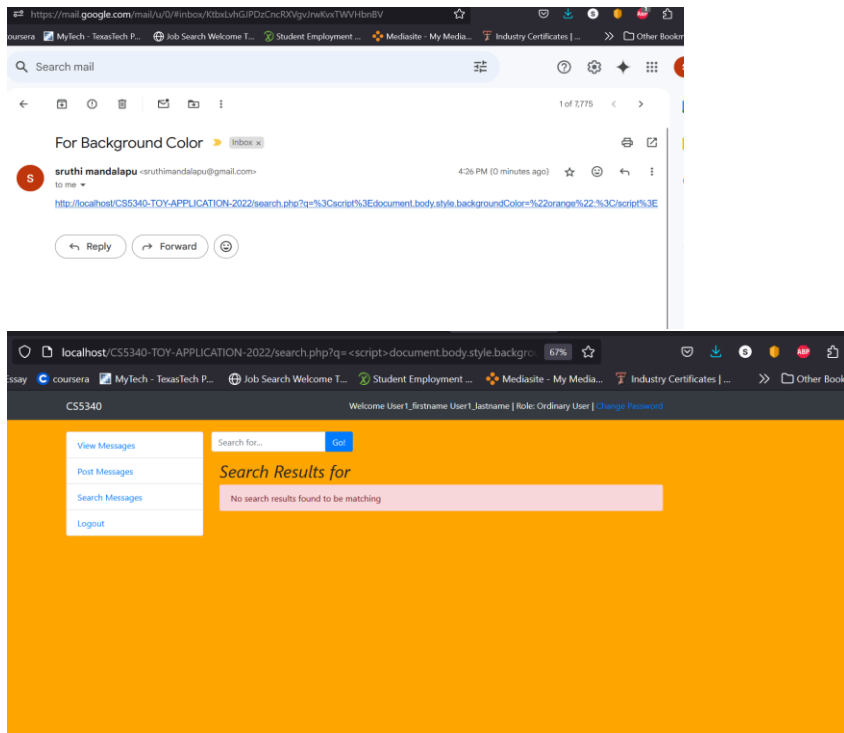 https://mail.google.com/mail/u/0/#inbox/KtbxLvhGJPDzCncRXVgvJrwKvxTWVHbnBV
oursera MyTech - TexasTech P... Job Search Welcome T... Student Employment ... Mediasite - My Media... Industry Certificates | ... Other Bookm
Search mail
1 of 7,775
For Background Color Inbox x
sruthi mandalapu <sruthimandalapu@gmail.com> 4:26 PM (0 minutes ago)
S
to me
http://localhost/CS5340-TOY-APPLICATION-2022/search.php?q=%3Cscript%3Edocument.body.style.backgroundColor=%22orange%22;%3C/script%3E
Reply Forward
localhost/CS5340-TOY-APPLICATION-2022/search.php?q=<script>document.body.style.backgro 67% S ABP
Essay C coursera MyTech - TexasTech P... Job Search Welcome T... Student Employment ... Mediasite - My Media... Industry Certificates | ... Other Book
CS5340 Welcome User1_firstname User1_lastname | Role: Ordinary User | Change Password
View Messages
Search for... Go!
Post Messages
Search Results for
Search Messages
No search results found to be matching
Logout